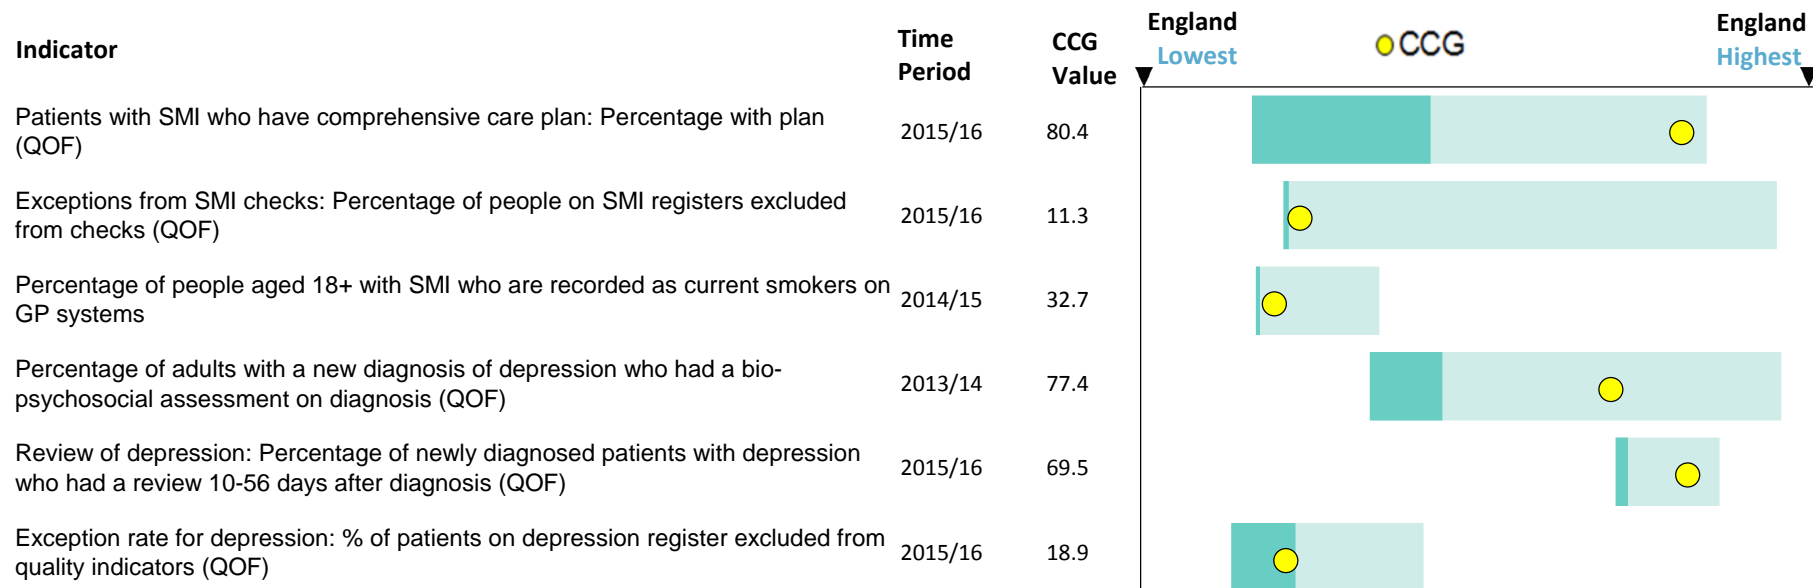 Indicator
Time
Period
CCG
Value
England
Lowest
CCG
England
Highest
Patients with SMI who have comprehensive care plan: Percentage with plan
(QOF)
2015/16
80.4
Exceptions from SMI checks: Percentage of people on SMI registers excluded
from checks (QOF)
2015/16
11.3
Percentage of people aged 18+ with SMI who are recorded as current smokers on
GP systems
2014/15
32.7
Percentage of adults with a new diagnosis of depression who had a bio-
psychosocial assessment on diagnosis (QOF)
2013/14
77.4
Review of depression: Percentage of newly diagnosed patients with depression
who had a review 10-56 days after diagnosis (QOF)
2015/16
69.5
Exception rate for depression: % of patients on depression register excluded from
quality indicators (QOF)
2015/16
18.9